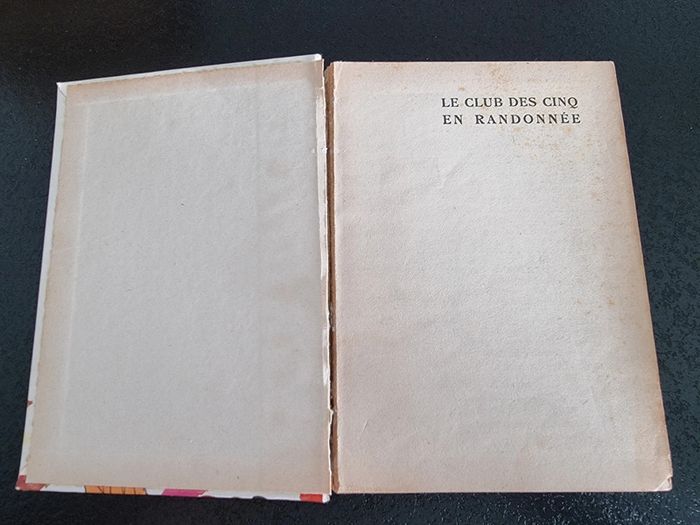 LE CLUB DES CINQ
EN RANDONNÉE